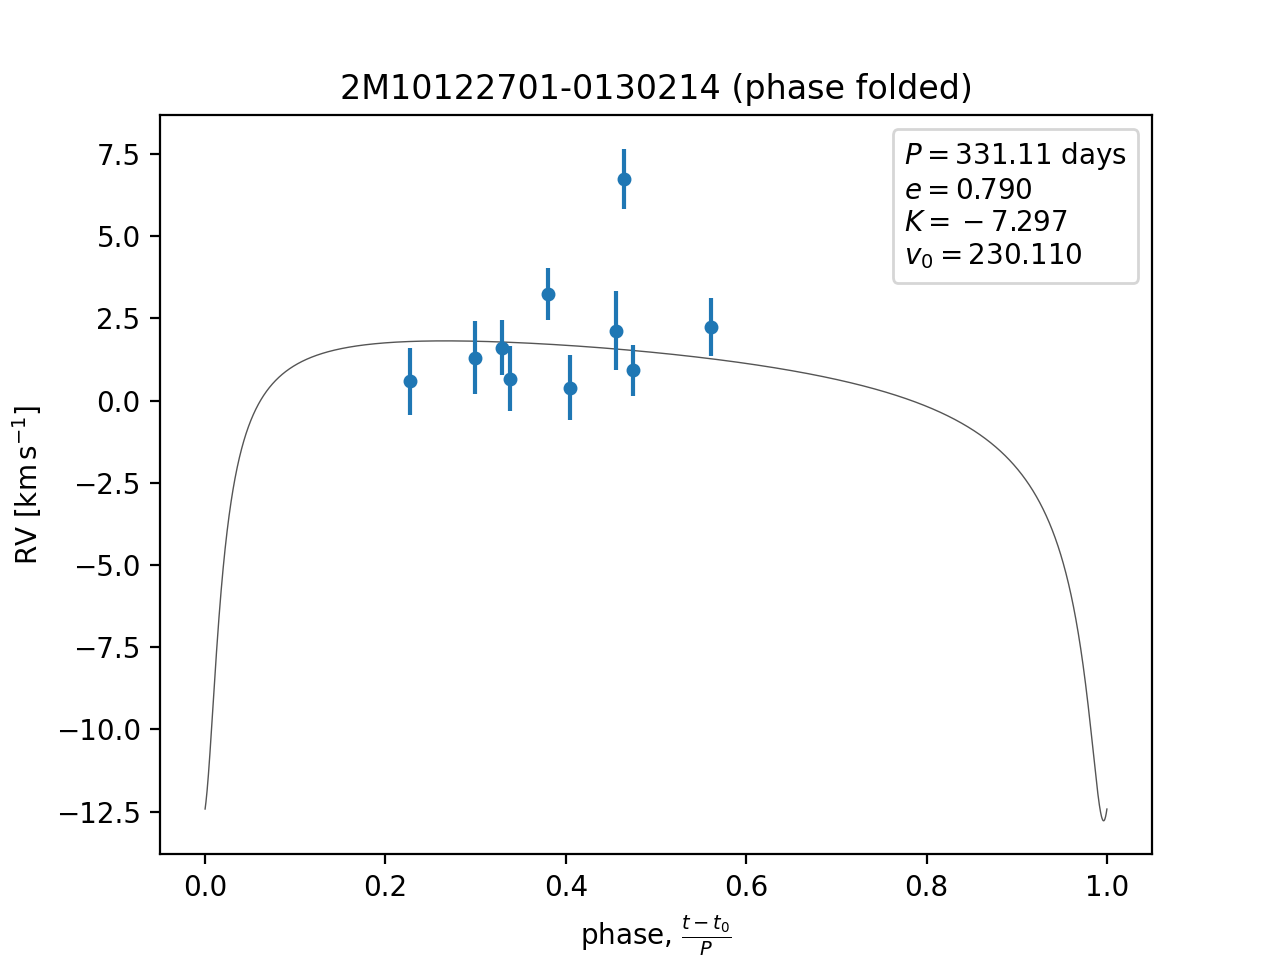 2M10122701-0130214 (phase folded)
P = 331.11 days
e = 0.790
K = −7.297
v₀ = 230.110
RV [km s⁻¹]
7.5
5.0
2.5
0.0
−2.5
−5.0
−7.5
−10.0
−12.5
0.0 0.2 0.4 0.6 0.8 1.0
phase, (t − t₀)/P